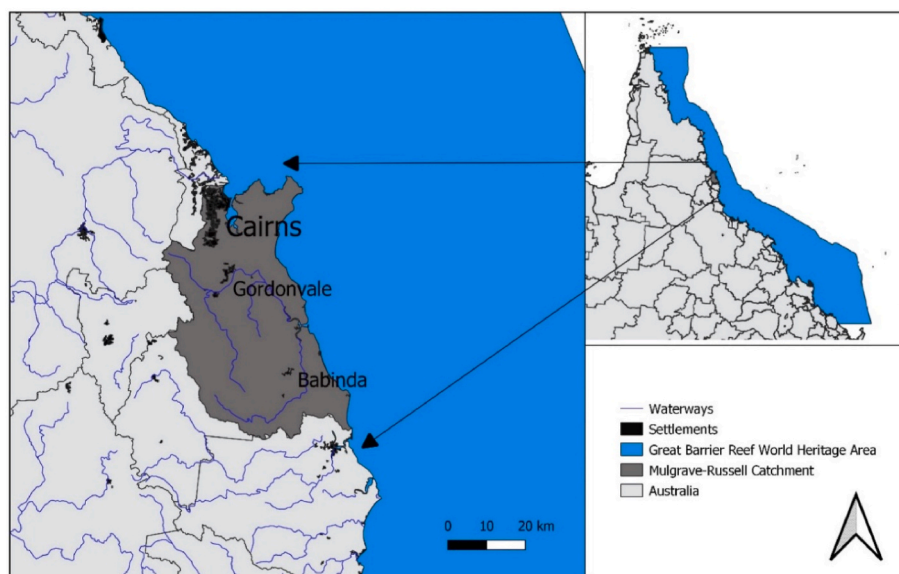 Cairns
Gordonvale
Babinda
0 10 20 km
Waterways
Settlements
Great Barrier Reef World Heritage Area
Mulgrave-Russell Catchment
Australia